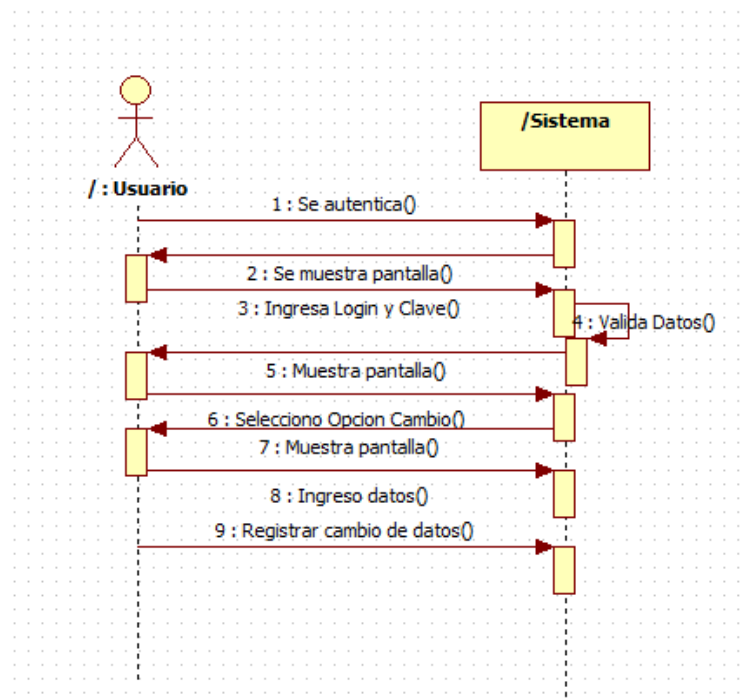 /Sistema
/ : Usuario
1 : Se autentica()
2 : Se muestra pantalla()
3 : Ingresa Login y Clave()
4 : Valida Datos()
5 : Muestra pantalla()
6 : Selecciono Opcion Cambio()
7 : Muestra pantalla()
8 : Ingreso datos()
9 : Registrar cambio de datos()